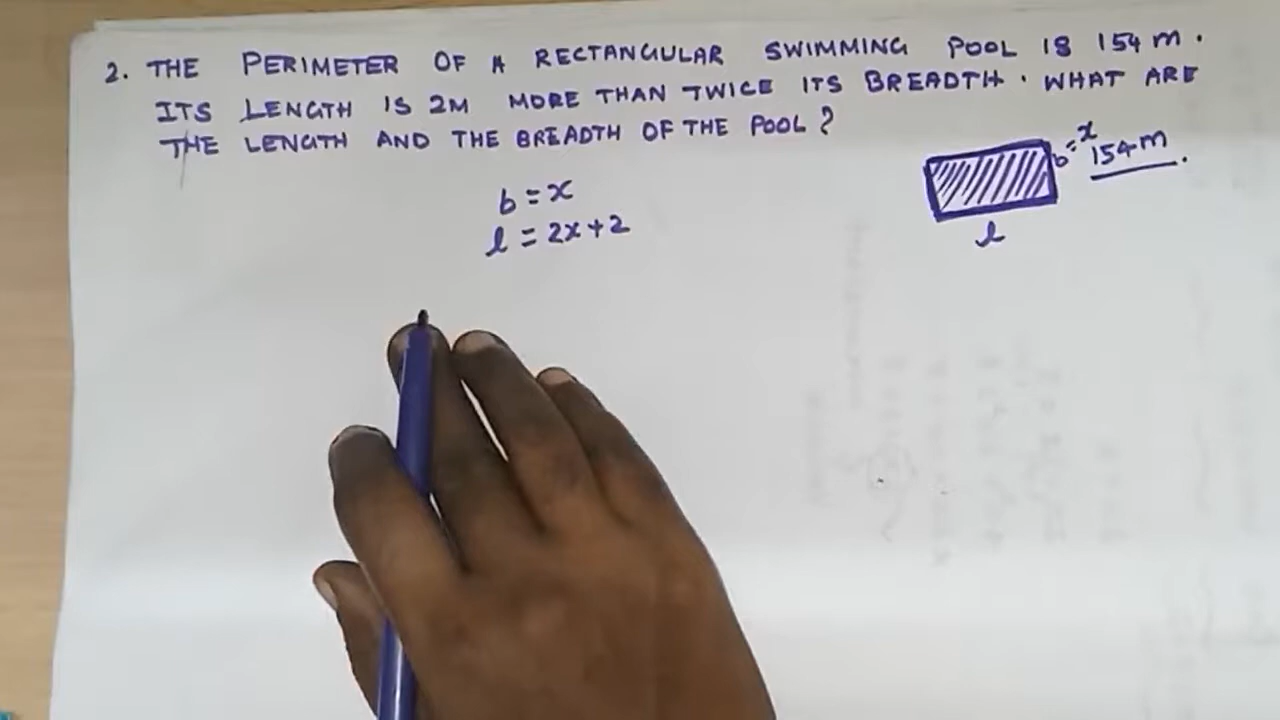 2. THE PERIMETER OF A RECTANGULAR SWIMMING POOL IS 154 m.
ITS LENGTH IS 2M MORE THAN TWICE ITS BREADTH. WHAT ARE
THE LENGTH AND THE BREADTH OF THE POOL?
b = x
154m.
l
b = x
l = 2x+2